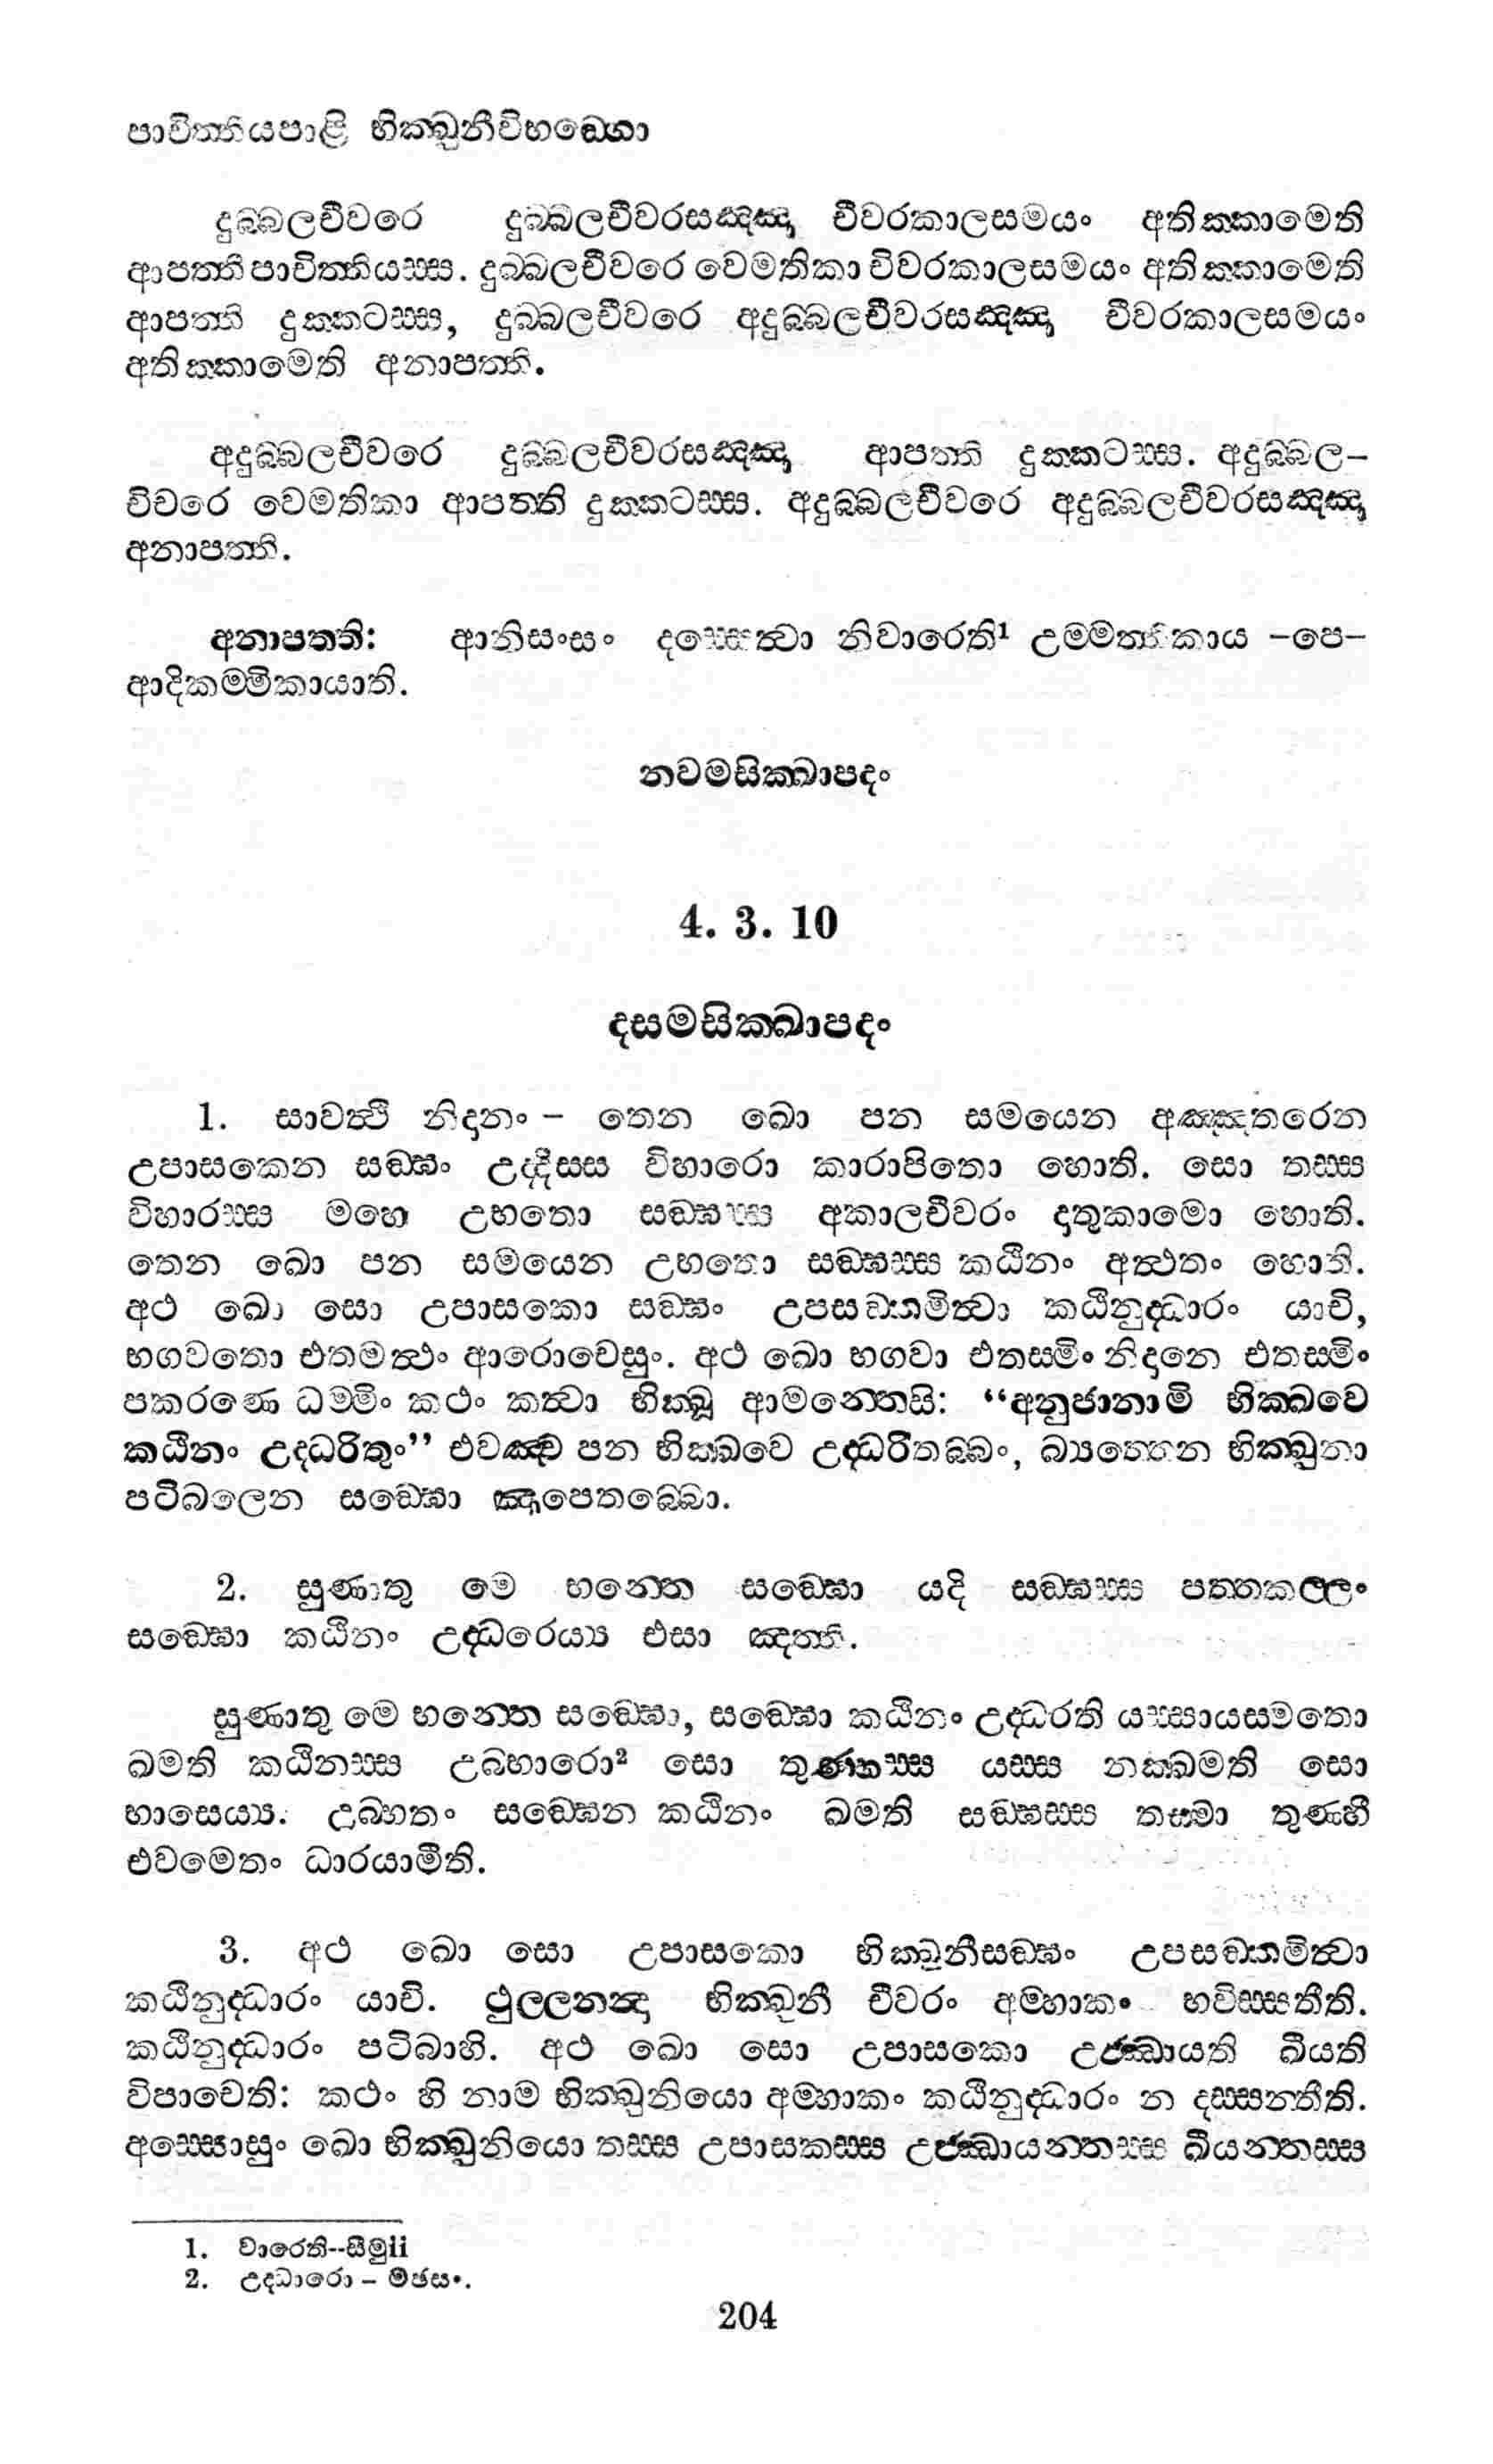 පාචිත්තියපාළි භික්ඛුනීවිභඞ්ගො
දුබ්බලචීවරෙ දුබ්බලචීවරසඤ්ඤා චීවරකාලසමයං අතික්කාමෙති
ආපත්ති පාචිත්තියස්ස. දුබ්බලචීවරෙ වෙමතිකා චීවරකාලසමයං අතික්කාමෙති
ආපත්ති දුක්කටස්ස, දුබ්බලචීවරෙ අදුබ්බලචීවරසඤ්ඤා චීවරකාලසමයං
අතික්කාමෙති අනාපත්ති.
අදුබ්බලචීවරෙ දුබ්බලචීවරසඤ්ඤා ආපත්ති දුක්කටස්ස. අදුබ්බල–
චීවරෙ වෙමතිකා ආපත්ති දුක්කටස්ස. අදුබ්බලචීවරෙ අදුබ්බලචීවරසඤ්ඤා
අනාපත්ති.
අනාපත්ති: ආනිසංසං දස්සෙත්වා නිවාරෙති¹ උම්මත්තිකාය –පෙ–
ආදිකම්මිකායාති.
නවමසික්ඛාපදං
4. 3. 10
දසමසික්ඛාපදං
1. සාවත්ථි නිදානං – තෙන ඛො පන සමයෙන අඤ්ඤතරෙන
උපාසකෙන සඞ්ඝං උද්දිස්ස විහාරො කාරාපිතො හොති. සො තස්ස
විහාරස්ස මහෙ උභතො සඞ්ඝස්ස අකාලචීවරං දාතුකාමො හොති.
තෙන ඛො පන සමයෙන උභතො සඞ්ඝස්ස කඨිනං අත්ථතං හොති.
අථ ඛො සො උපාසකො සඞ්ඝං උපසඞ්කමිත්වා කඨිනුද්ධාරං යාචි,
භගවතො එතමත්ථං ආරොචෙසුං. අථ ඛො භගවා එතස්මිං නිදානෙ එතස්මිං
පකරණෙ ධම්මිං කථං කත්වා භික්ඛූ ආමන්තෙසි: “අනුජානාමි භික්ඛවෙ
කඨිනං උද්ධරිතුං” එවඤ්ච පන භික්ඛවෙ උද්ධරිතබ්බං, බ්‍යත්තෙන භික්ඛුනා
පටිබලෙන සඞ්ඝො ඤාපෙතබ්බො.
2. සුණාතු මෙ භන්තෙ සඞ්ඝො යදි සඞ්ඝස්ස පත්තකල්ලං
සඞ්ඝො කඨිනං උද්ධරෙය්‍ය එසා ඤත්ති.
සුණාතු මෙ භන්තෙ සඞ්ඝො, සඞ්ඝො කඨිනං උද්ධරති යස්සායස්මතො
ඛමති කඨිනස්ස උබ්භාරො² සො තුණ්හස්ස යස්ස නක්ඛමති සො
භාසෙය්‍ය. උබ්භතං සඞ්ඝෙන කඨිනං ඛමති සඞ්ඝස්ස තස්මා තුණ්හී
එවමෙතං ධාරයාමීති.
3. අථ ඛො සො උපාසකො භික්ඛුනීසඞ්ඝං උපසඞ්කමිත්වා
කඨිනුද්ධාරං යාචි. ථුල්ලනන්දා භික්ඛුනී චීවරං අම්හාකං භවිස්සතීති.
කඨිනුද්ධාරං පටිබාහි. අථ ඛො සො උපාසකො උජ්ඣායති ඛීයති
විපාචෙති: කථං හි නාම භික්ඛුනියො අම්හාකං කඨිනුද්ධාරං න දස්සන්තීති.
අස්සොසුං ඛො භික්ඛුනියො තස්ස උපාසකස්ස උජ්ඣායන්තස්ස ඛීයන්තස්ස
1. වාරෙති--සීමුii
2. උද්ධාරො – මඡසං.
204